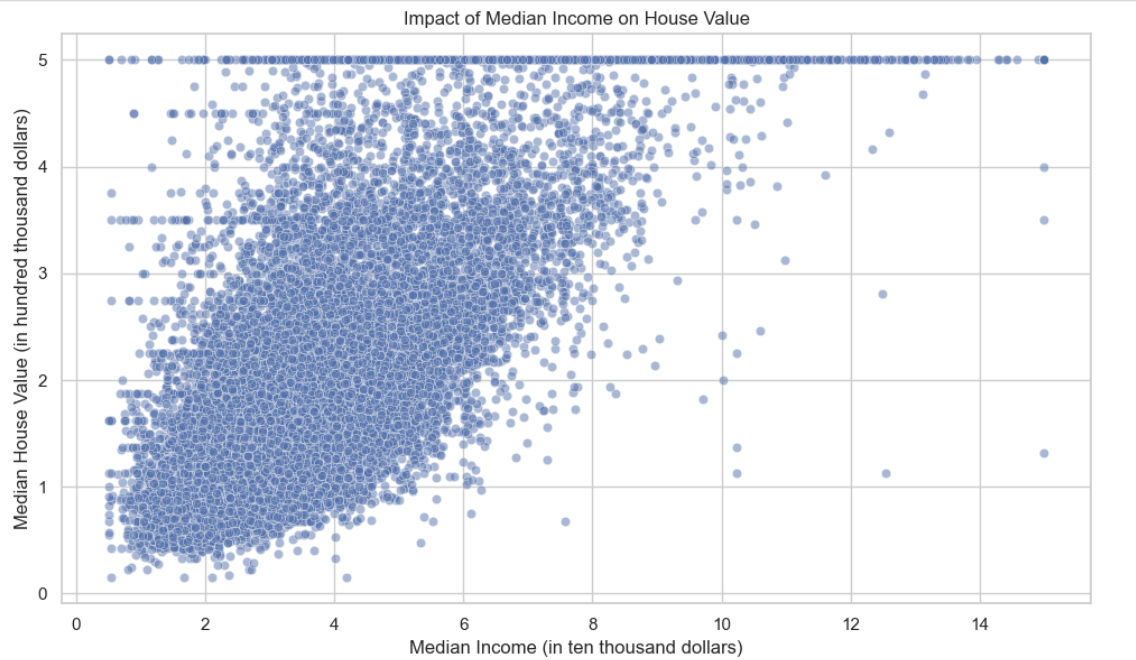 Impact of Median Income on House Value
Median House Value (in hundred thousand dollars)
5
4
3
2
1
0
0 2 4 6 8 10 12 14
Median Income (in ten thousand dollars)